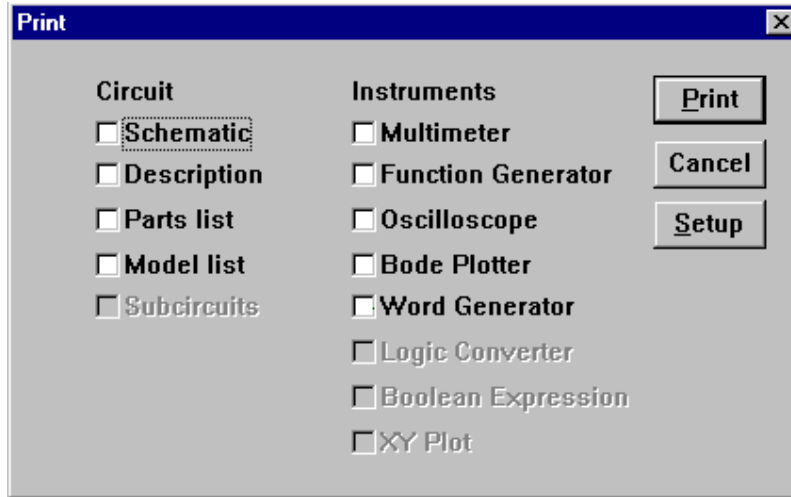 Print
Circuit
Schematic
Description
Parts list
Model list
Subcircuits
Instruments
Multimeter
Function Generator
Oscilloscope
Bode Plotter
Word Generator
Logic Converter
Boolean Expression
XY Plot
Print
Cancel
Setup